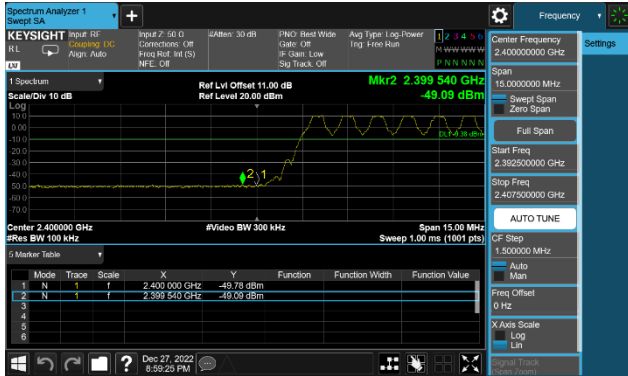 Spectrum Analyzer 1
Swept SA
+
Frequency
KEYSIGHT
Input: RF
Coupling: DC
Align: Auto
Input Z: 50 Ω
Corrections: Off
Freq Ref: Int (S)
NFE: Off
#Atten: 30 dB
PNO: Best Wide
Gate: Off
IF Gain: Low
Sig Track: Off
Avg Type: Log-Power
Trig: Free Run
1 2 3 4 5 6
M W W W W W
P N N N N N
RL
LXI
1 Spectrum
Scale/Div 10 dB
Ref Lvl Offset 11.00 dB
Ref Level 20.00 dBm
Mkr2 2.399 540 GHz
-49.09 dBm
Log
10.0
0.00
-10.0
-20.0
-30.0
-40.0
-50.0
-60.0
-70.0
2
1
Center 2.40000 GHz
#Res BW 100 kHz
#Video BW 300 kHz
Span 15.00 MHz
Sweep 1.00 ms (1001 pts)
5 Marker Table
Mode Trace Scale X Y Function Function Width Function Value
1 N 1 f 2.400 000 GHz -49.78 dBm
2 N 1 f 2.399 540 GHz -49.09 dBm
3
4
5
6
?
Dec 27, 2022
8:59:25 PM
Center Frequency
2.400000000 GHz
Settings
Span
15.0000000 MHz
Swept Span
Zero Span
Full Span
Start Freq
2.392500000 GHz
Stop Freq
2.407500000 GHz
AUTO TUNE
CF Step
1.500000 MHz
Auto
Man
Freq Offset
0 Hz
X Axis Scale
Log
Lin
Signal Track
(Span Zoom)